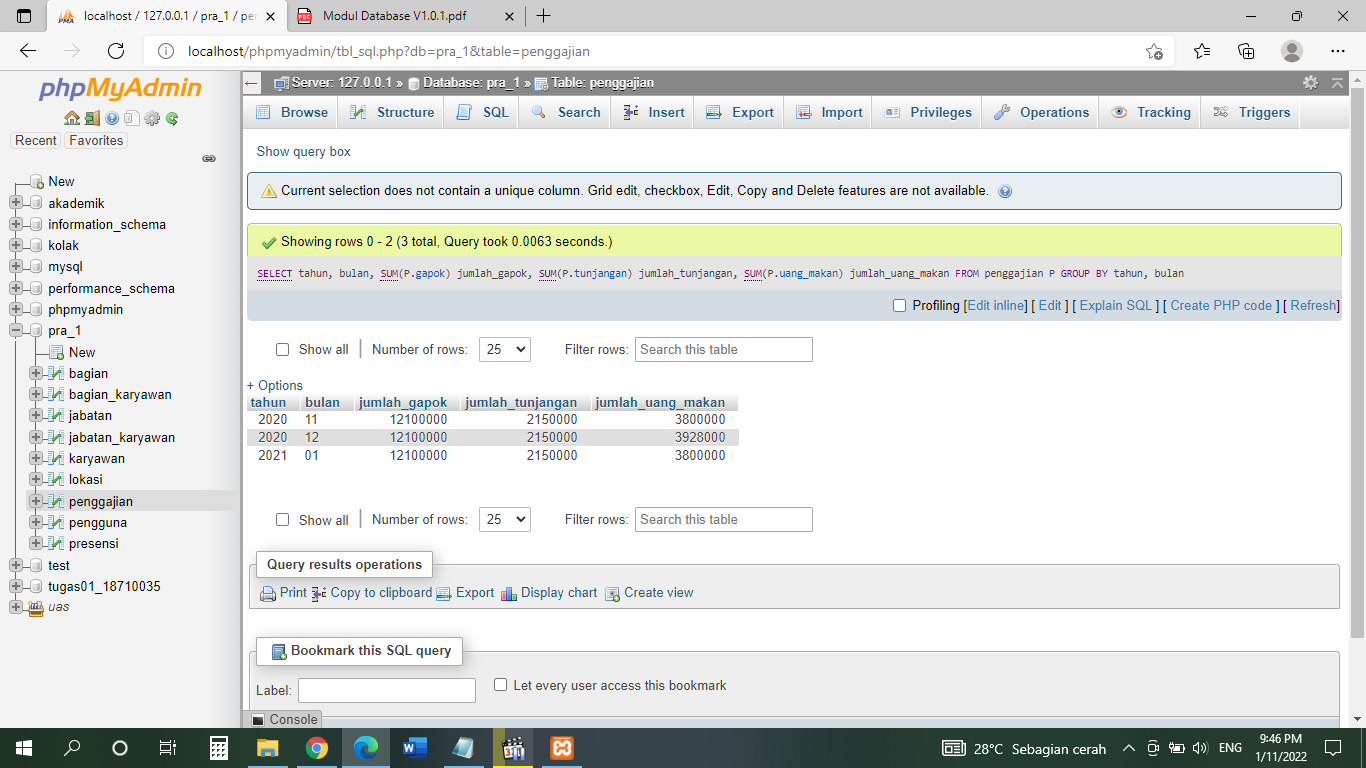 localhost / 127.0.0.1 / pra_1 / pe
Modul Database V1.0.1.pdf
localhost/phpmyadmin/tbl_sql.php?db=pra_1&table=penggajian
phpMyAdmin
Recent Favorites
New
akademik
information_schema
kolak
mysql
performance_schema
phpmyadmin
pra_1
New
bagian
bagian_karyawan
jabatan
jabatan_karyawan
karyawan
lokasi
penggajian
pengguna
presensi
test
tugas01_18710035
uas
Server: 127.0.0.1 » Database: pra_1 » Table: penggajian
Browse Structure SQL Search Insert Export Import Privileges Operations Tracking Triggers
Show query box
Current selection does not contain a unique column. Grid edit, checkbox, Edit, Copy and Delete features are not available.
Showing rows 0 - 2 (3 total, Query took 0.0063 seconds.)
SELECT tahun, bulan, SUM(P.gapok) jumlah_gapok, SUM(P.tunjangan) jumlah_tunjangan, SUM(P.uang_makan) jumlah_uang_makan FROM penggajian P GROUP BY tahun, bulan
Profiling [Edit inline] [ Edit ] [ Explain SQL ] [ Create PHP code ] [ Refresh]
Show all | Number of rows: 25 Filter rows: Search this table
+ Options
tahun bulan jumlah_gapok jumlah_tunjangan jumlah_uang_makan
2020 11 12100000 2150000 3800000
2020 12 12100000 2150000 3928000
2021 01 12100000 2150000 3800000
Show all | Number of rows: 25 Filter rows: Search this table
Query results operations
Print Copy to clipboard Export Display chart Create view
Bookmark this SQL query
Label: Let every user access this bookmark
Console
28°C Sebagian cerah ENG 9:46 PM
1/11/2022